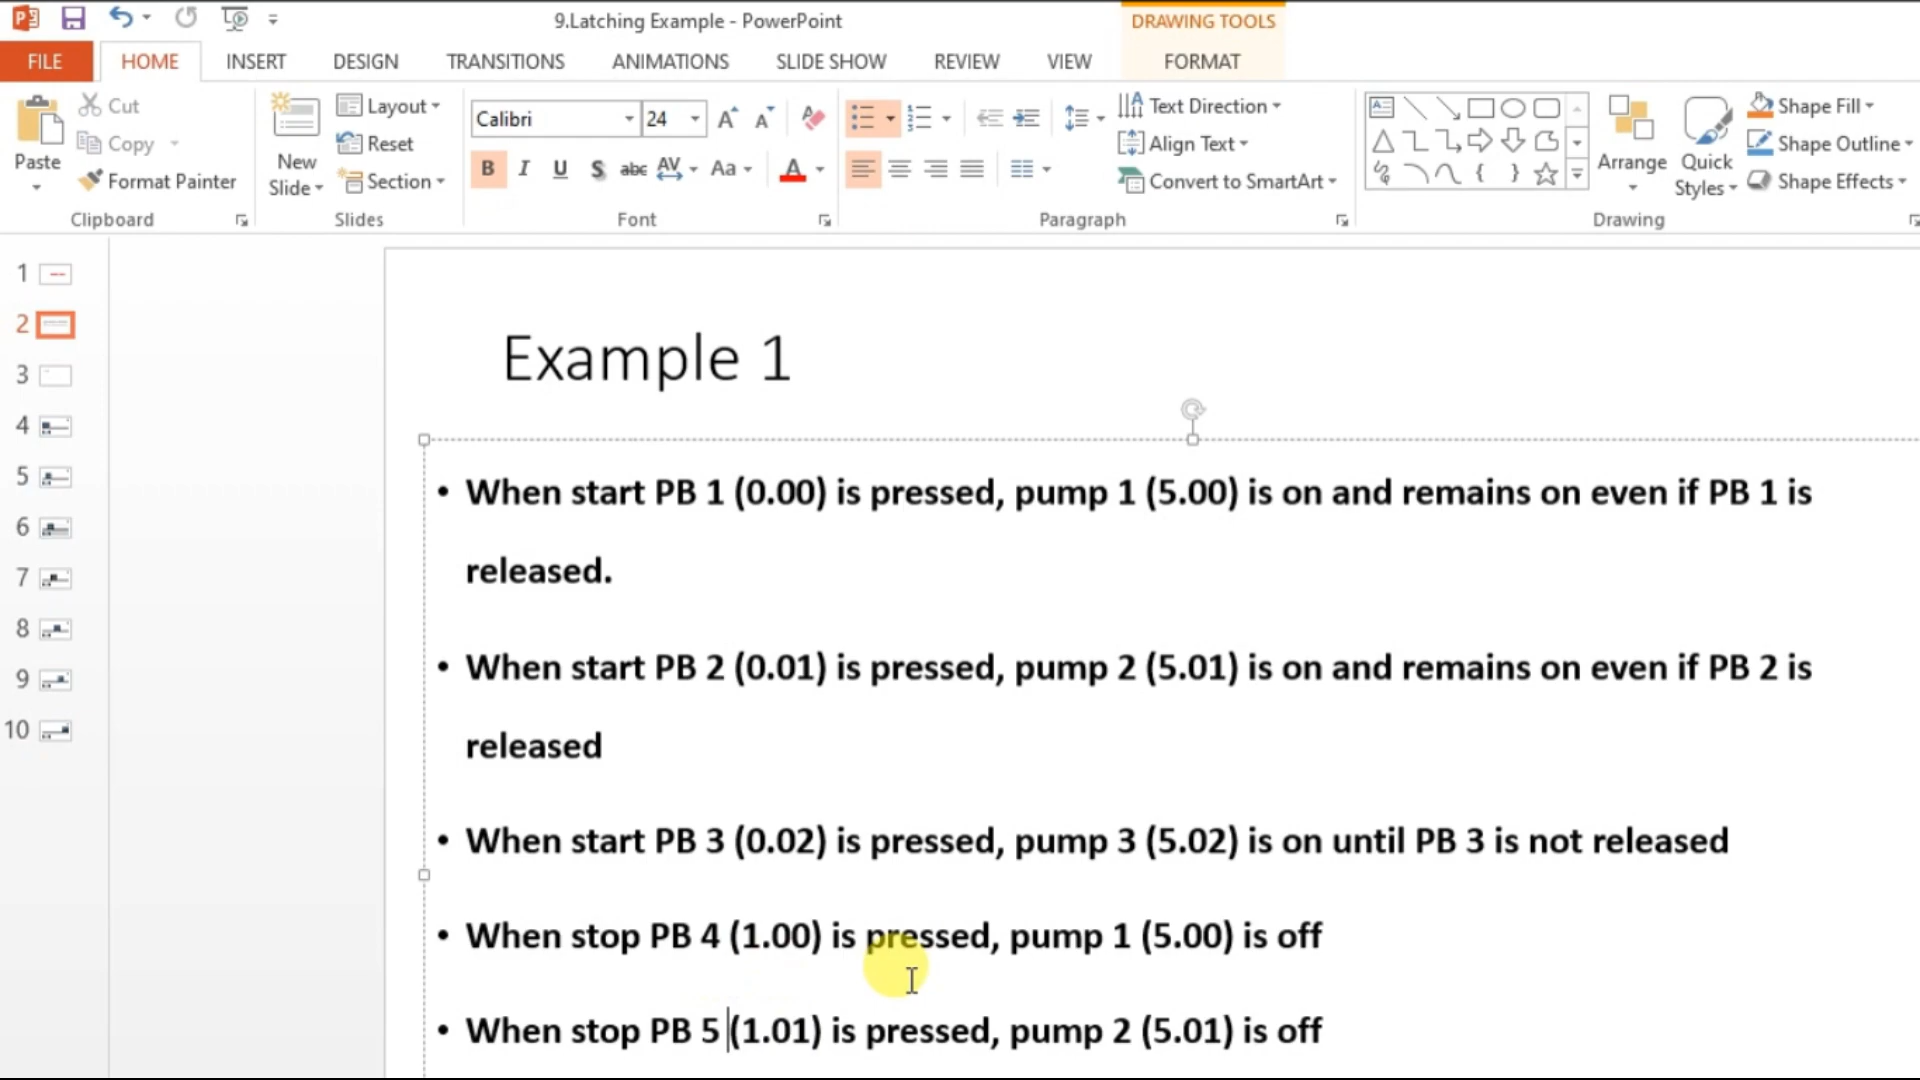 9.Latching Example - PowerPoint
DRAWING TOOLS
FILE HOME INSERT DESIGN TRANSITIONS ANIMATIONS SLIDE SHOW REVIEW VIEW FORMAT
Paste
Cut
Copy
Format Painter
Clipboard
New Slide
Layout
Reset
Section
Slides
Calibri 24
B I U S abc AV Aa A
Font
Text Direction
Align Text
Convert to SmartArt
Paragraph
Arrange
Quick Styles
Shape Fill
Shape Outline
Shape Effects
Drawing
1
2
3
4
5
6
7
8
9
10
Example 1
• When start PB 1 (0.00) is pressed, pump 1 (5.00) is on and remains on even if PB 1 is
released.
• When start PB 2 (0.01) is pressed, pump 2 (5.01) is on and remains on even if PB 2 is
released
• When start PB 3 (0.02) is pressed, pump 3 (5.02) is on until PB 3 is not released
• When stop PB 4 (1.00) is pressed, pump 1 (5.00) is off
• When stop PB 5 (1.01) is pressed, pump 2 (5.01) is off